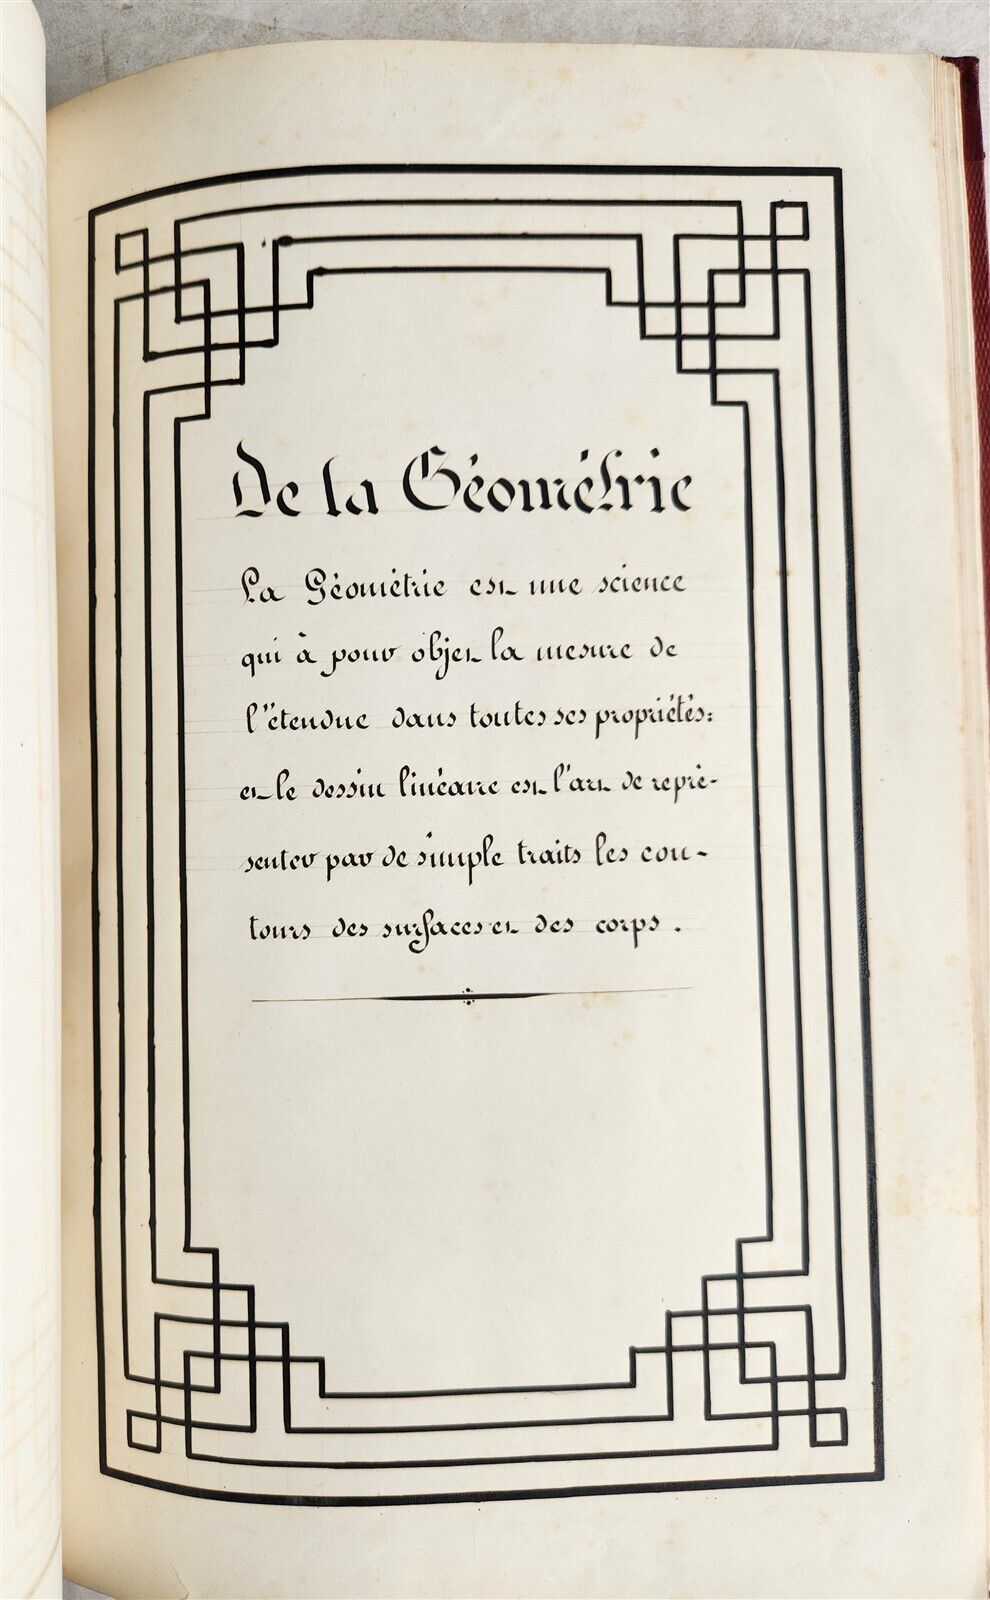 De la Géométrie
La Géométrie est une science
qui à pour objet la mesure de
l'étendue dans toutes ses propriétés:
et le dessin linéaire est l'art de repré-
senter par de simple traits les con-
tours des surfaces et des corps.